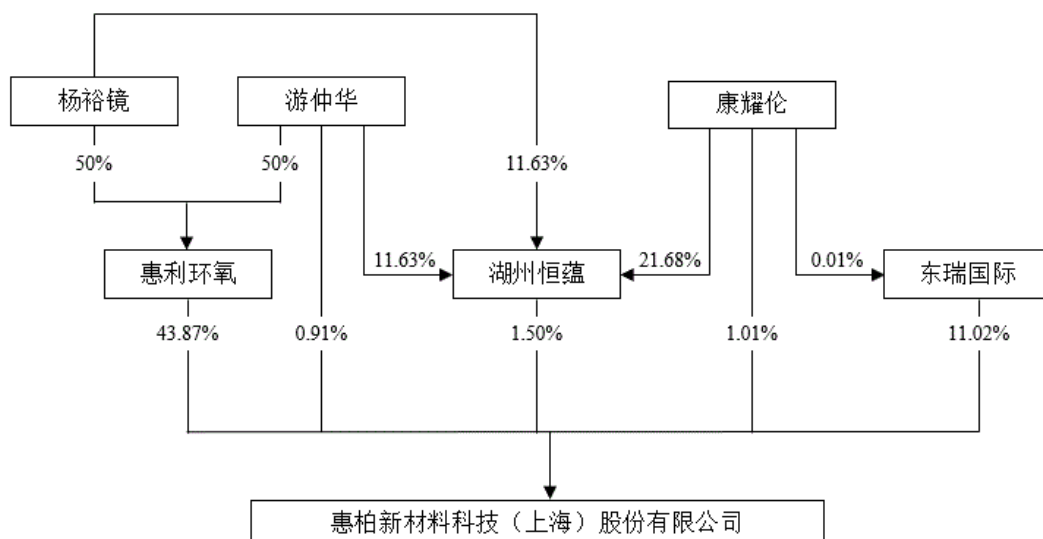 杨裕镜
游仲华
康耀伦
50%
50%
11.63%
惠利环氧
11.63%
湖州恒蕴
21.68%
0.01%
东瑞国际
43.87%
0.91%
1.50%
1.01%
11.02%
惠柏新材料科技（上海）股份有限公司